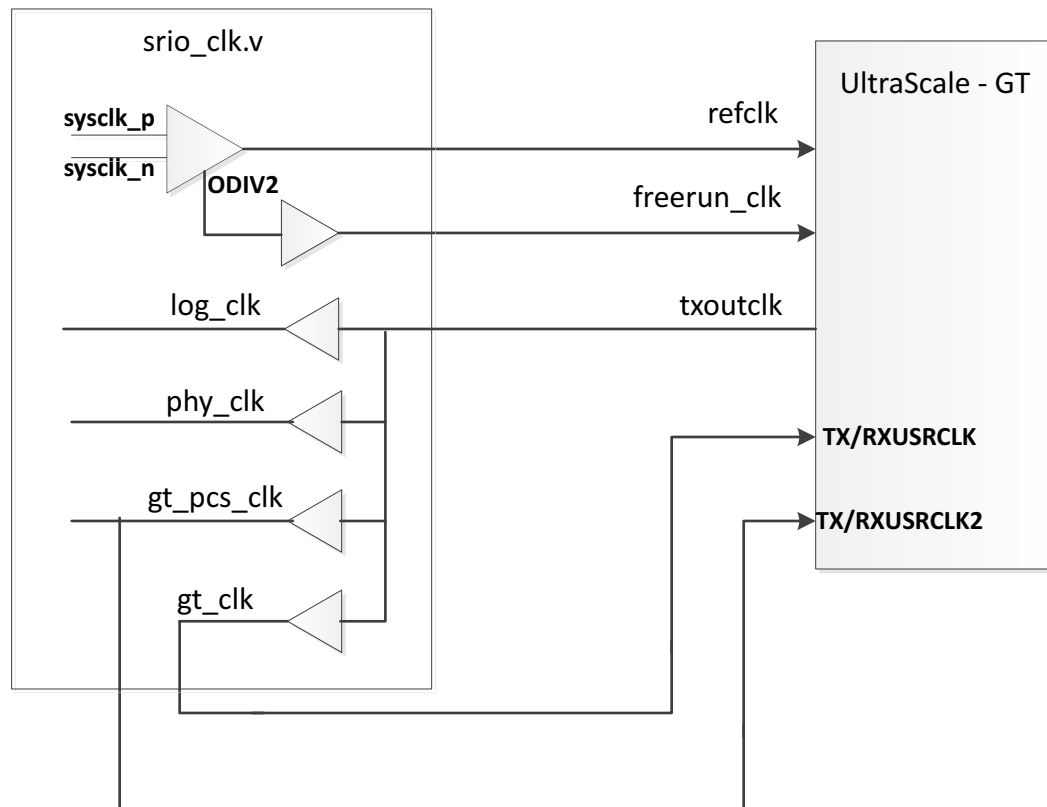 srio_clk.v
UltraScale - GT
sysclk_p
refclk
sysclk_n
ODIV2
freerun_clk
log_clk
txoutclk
phy_clk
TX/RXUSRCLK
gt_pcs_clk
TX/RXUSRCLK2
gt_clk